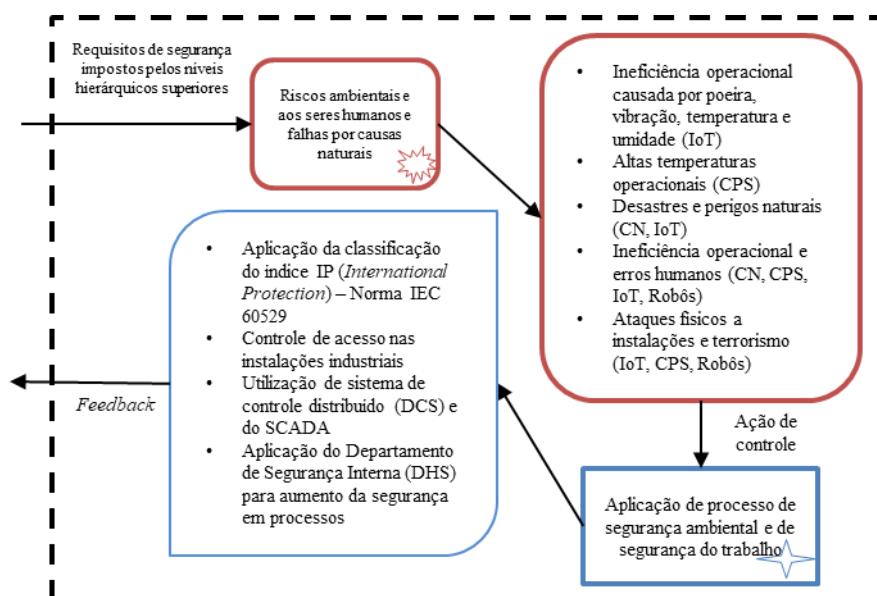 Requisitos de segurança
impostos pelos níveis
hierárquicos superiores
Riscos ambientais e
aos seres humanos e
falhas por causas
naturais
• Ineficiência operacional
causada por poeira,
vibração, temperatura e
umidade (IoT)
• Altas temperaturas
operacionais (CPS)
• Desastres e perigos naturais
(CN, IoT)
• Ineficiência operacional e
erros humanos (CN, CPS,
IoT, Robôs)
• Ataques físicos a
instalações e terrorismo
(IoT, CPS, Robôs)
Ação de
controle
Aplicação de processo de
segurança ambiental e de
segurança do trabalho
• Aplicação da classificação
do indice IP (International
Protection) – Norma IEC
60529
• Controle de acesso nas
instalações industriais
• Utilização de sistema de
controle distribuido (DCS) e
do SCADA
• Aplicação do Departamento
de Segurança Interna (DHS)
para aumento da segurança
em processos
Feedback